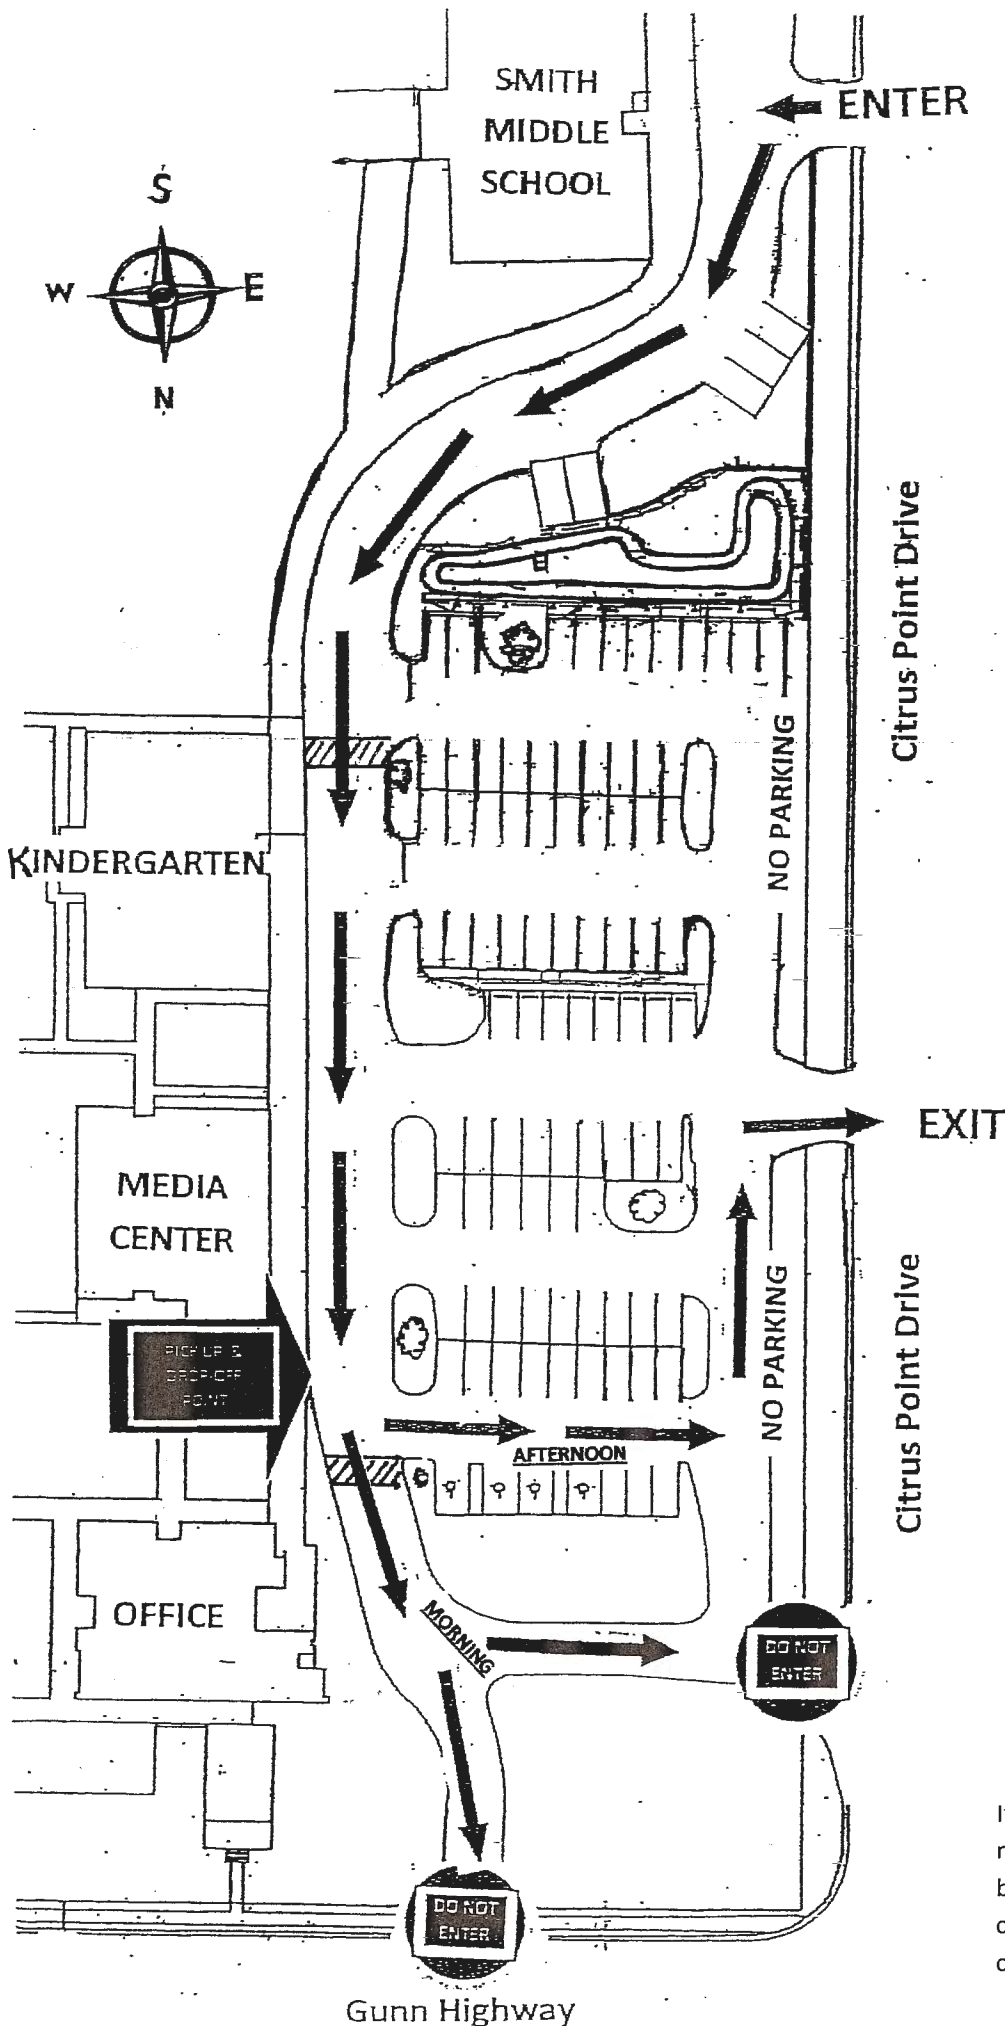 SMITH
MIDDLE
SCHOOL
ENTER
S
W
E
N
Citrus Point Drive
NO PARKING
KINDERGARTEN
EXIT
MEDIA
CENTER
PICK UP &
DROP-OFF
POINT
NO PARKING
Citrus Point Drive
AFTERNOON
OFFICE
MORNING
DO NOT
ENTER
DO NOT
ENTER
Gunn Highway